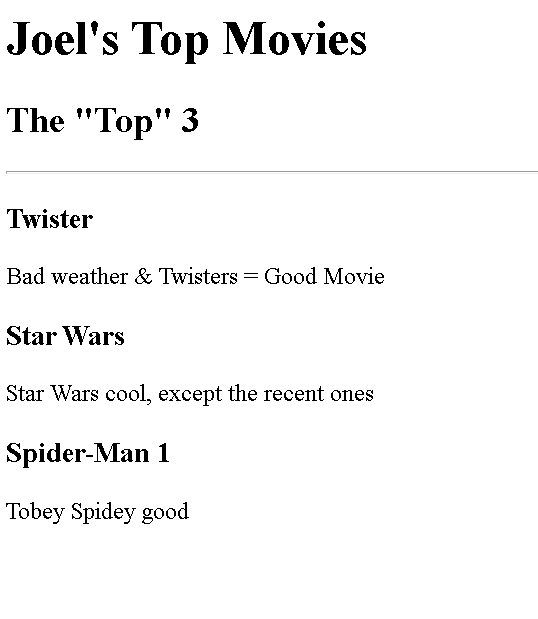 Joel's Top Movies
The "Top" 3
Twister
Bad weather & Twisters = Good Movie
Star Wars
Star Wars cool, except the recent ones
Spider-Man 1
Tobey Spidey good